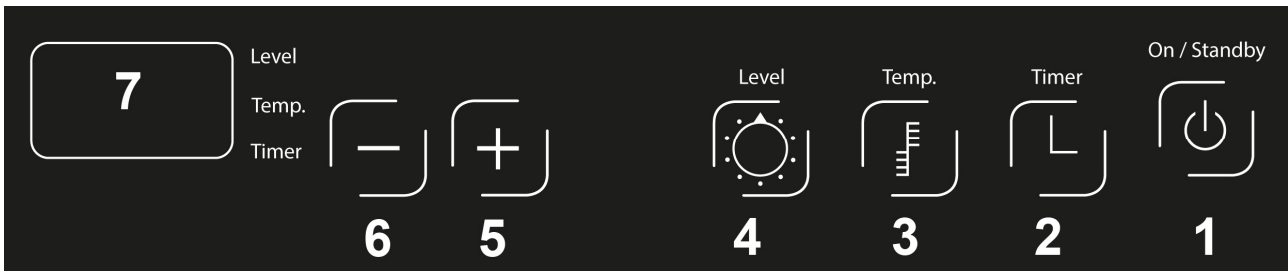 On / Standby
7
Level
Temp.
Timer
Level
Temp.
Timer
−
+
6
5
4
3
2
1